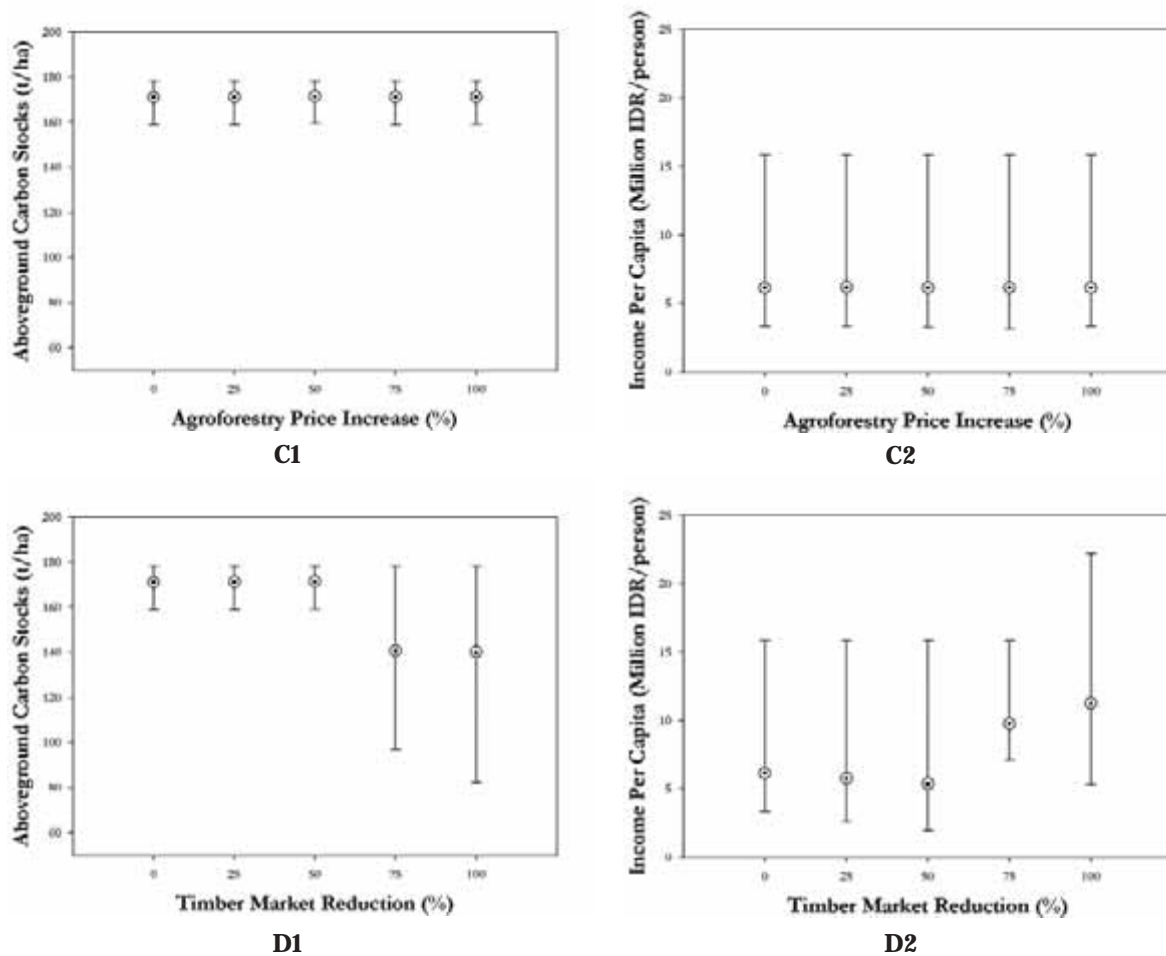 Aboveground Carbon Stocks (t/ha)
200
180
160
140
120
100
80
60
0 25 50 75 100
Agroforestry Price Increase (%)
C1
Income Per Capita (Million IDR/person)
25
20
15
10
5
0
0 25 50 75 100
Agroforestry Price Increase (%)
C2
Aboveground Carbon Stocks (t/ha)
200
180
160
140
120
100
80
60
0 25 50 75 100
Timber Market Reduction (%)
D1
Income Per Capita (Million IDR/person)
25
20
15
10
5
0
0 25 50 75 100
Timber Market Reduction (%)
D2